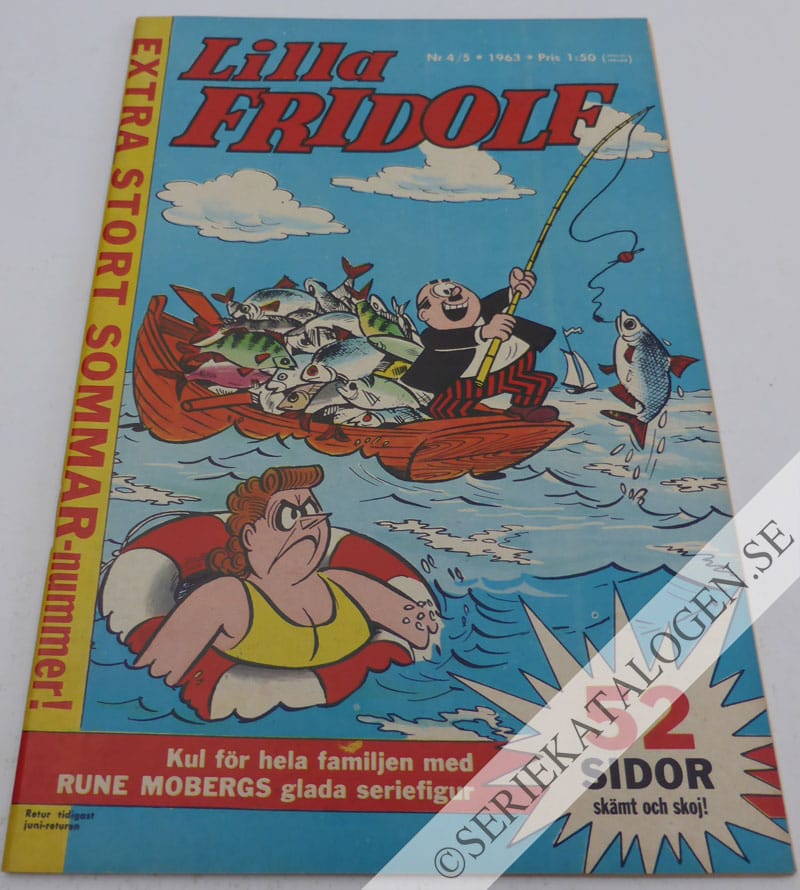 EXTRA STORT SOMMAR-nummer!
Lilla
FRIDOLF
Nr 4/5 • 1963 • Pris 1:50
Kul för hela familjen med
RUNE MOBERGS glada seriefigur
52
SIDOR
skämt och skoj!
Retur tidigast
juni-returen
©SERIEKATALOGEN.SE